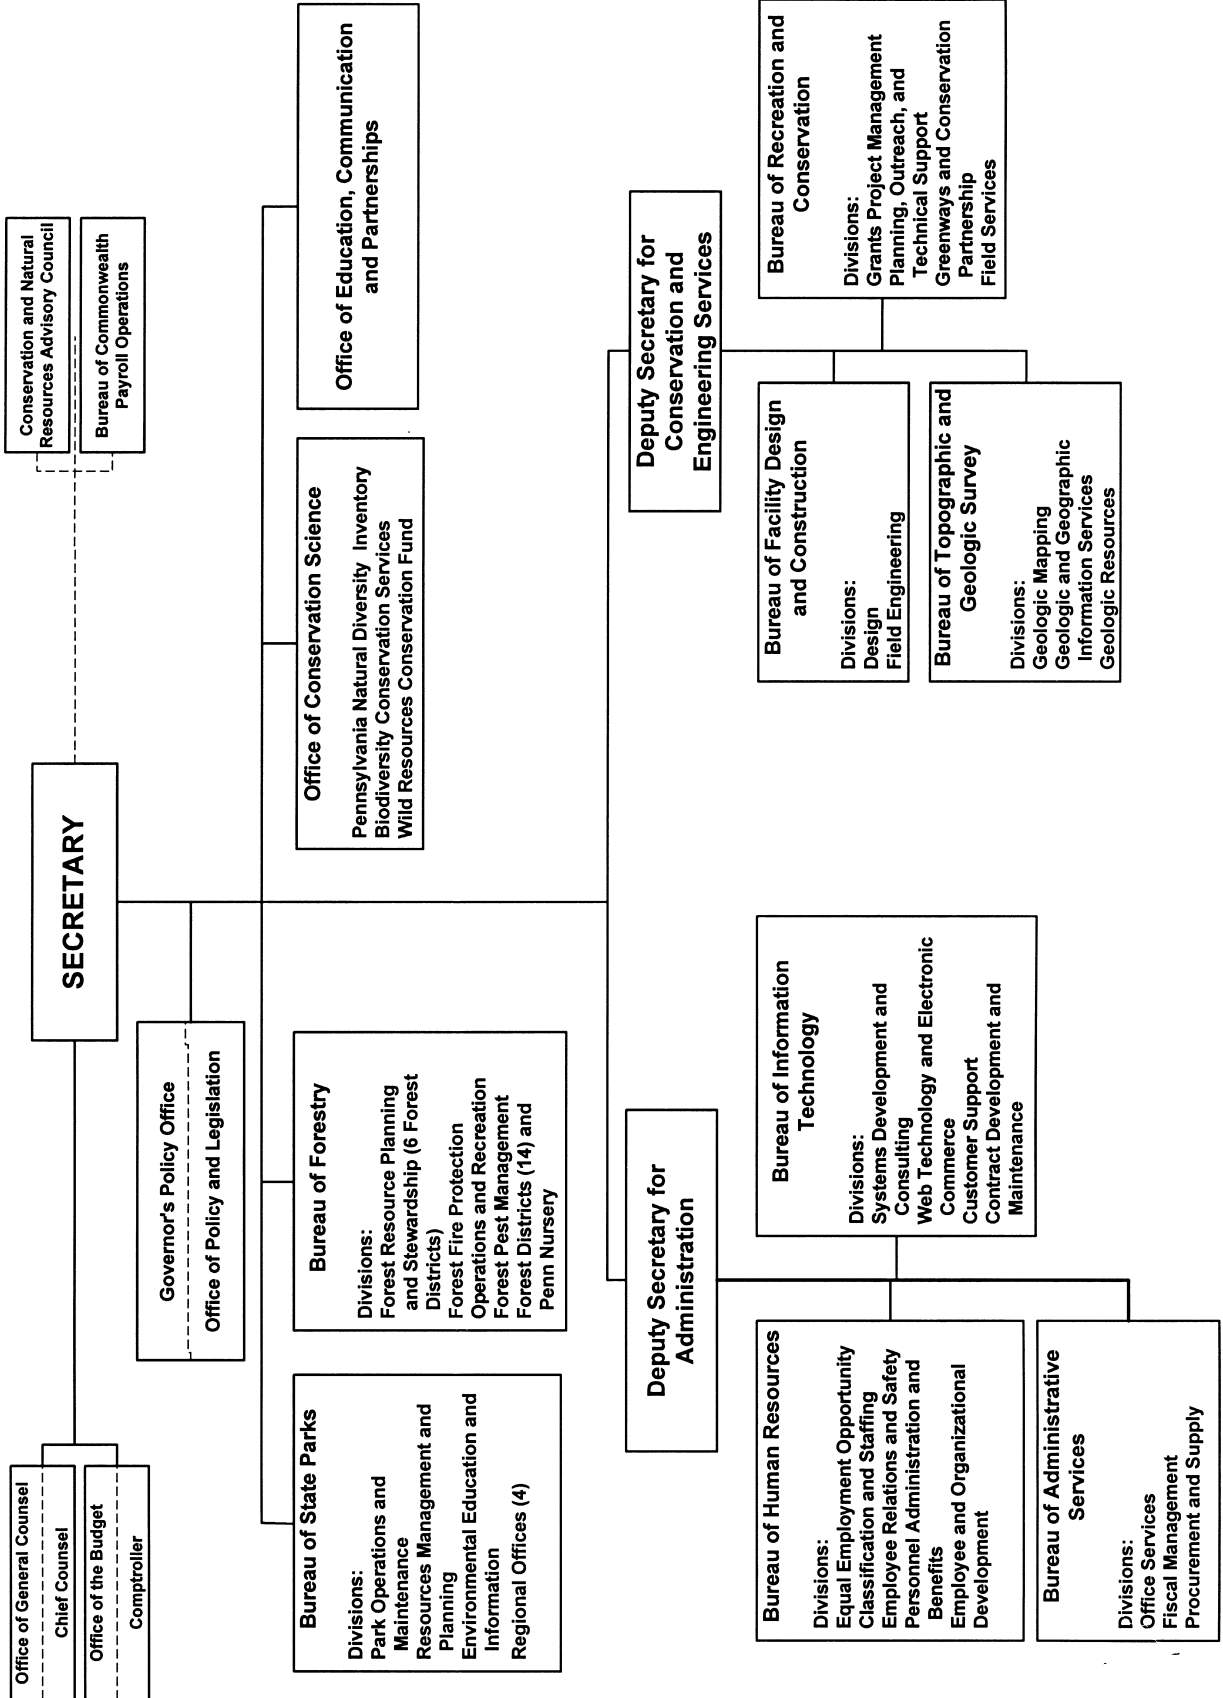 Office of General Counsel
Chief Counsel
Office of the Budget
Comptroller
SECRETARY
Conservation and Natural
Resources Advisory Council
Bureau of Commonwealth
Payroll Operations
Governor's Policy Office
Office of Policy and Legislation
Bureau of State Parks
Divisions:
Park Operations and
Maintenance
Resources Management and
Planning
Environmental Education and
Information
Regional Offices (4)
Bureau of Forestry
Divisions:
Forest Resource Planning
and Stewardship (6 Forest
Districts)
Forest Fire Protection
Operations and Recreation
Forest Pest Management
Forest Districts (14) and
Penn Nursery
Office of Conservation Science
Pennsylvania Natural Diversity Inventory
Biodiversity Conservation Services
Wild Resources Conservation Fund
Office of Education, Communication
and Partnerships
Deputy Secretary for
Administration
Deputy Secretary for
Conservation and
Engineering Services
Bureau of Human Resources
Divisions:
Equal Employment Opportunity
Classification and Staffing
Employee Relations and Safety
Personnel Administration and
Benefits
Employee and Organizational
Development
Bureau of Information
Technology
Divisions:
Systems Development and
Consulting
Web Technology and Electronic
Commerce
Customer Support
Contract Development and
Maintenance
Bureau of Administrative
Services
Divisions:
Office Services
Fiscal Management
Procurement and Supply
Bureau of Facility Design
and Construction
Divisions:
Design
Field Engineering
Bureau of Recreation and
Conservation
Divisions:
Grants Project Management
Planning, Outreach, and
Technical Support
Greenways and Conservation
Partnership
Field Services
Bureau of Topographic and
Geologic Survey
Divisions:
Geologic Mapping
Geologic and Geographic
Information Services
Geologic Resources